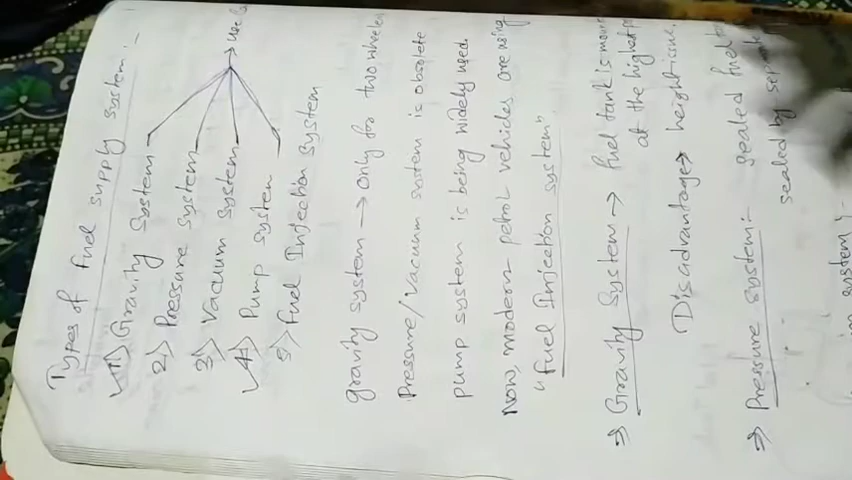 Types of fuel supply system:-
1) Gravity System
2) Pressure system
3) Vacuum system
4) Pump system
5) Fuel Injection System
→ use
gravity system → only for two wheeler
Pressure/Vacuum system is obsolete
pump system is being widely used.
Now, modern petrol vehicles are using
"fuel Injection system".
⇒ Gravity System → fuel tank is
at the highest
Disadvantage → height issue.
⇒ Pressure system:- sealed fuel
sealed by
system :-